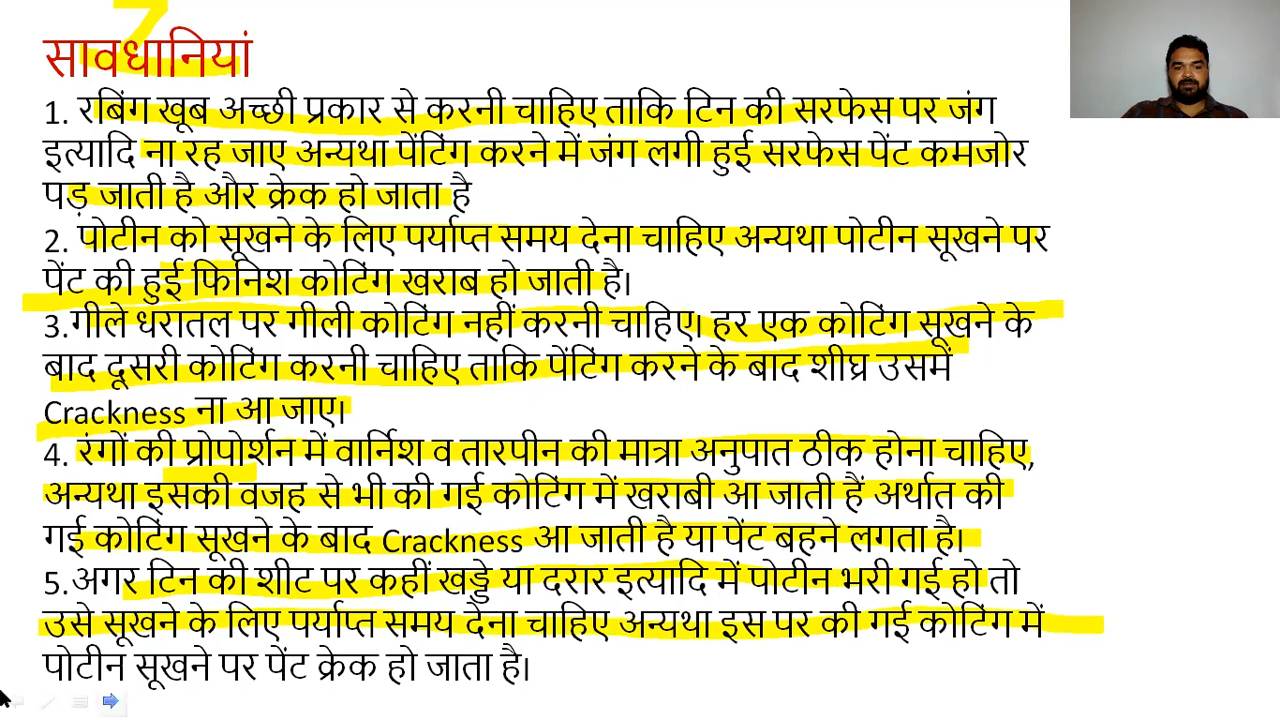 सावधानियां
1. रबिंग खूब अच्छी प्रकार से करनी चाहिए ताकि टिन की सरफेस पर जंग
इत्यादि ना रह जाए अन्यथा पेंटिंग करने में जंग लगी हुई सरफेस पेंट कमजोर
पड़ जाती है और क्रेक हो जाता है
2. पोटीन को सूखने के लिए पर्याप्त समय देना चाहिए अन्यथा पोटीन सूखने पर
पेंट की हुई फिनिश कोटिंग खराब हो जाती है।
3.गीले धरातल पर गीली कोटिंग नहीं करनी चाहिए। हर एक कोटिंग सूखने के
बाद दूसरी कोटिंग करनी चाहिए ताकि पेंटिंग करने के बाद शीघ्र उसमें
Crackness ना आ जाए।
4. रंगों की प्रोपोर्शन में वार्निश व तारपीन की मात्रा अनुपात ठीक होना चाहिए,
अन्यथा इसकी वजह से भी की गई कोटिंग में खराबी आ जाती हैं अर्थात की
गई कोटिंग सूखने के बाद Crackness आ जाती है या पेंट बहने लगता है।
5.अगर टिन की शीट पर कहीं खड्डे या दरार इत्यादि में पोटीन भरी गई हो तो
उसे सूखने के लिए पर्याप्त समय देना चाहिए अन्यथा इस पर की गई कोटिंग में
पोटीन सूखने पर पेंट क्रेक हो जाता है।